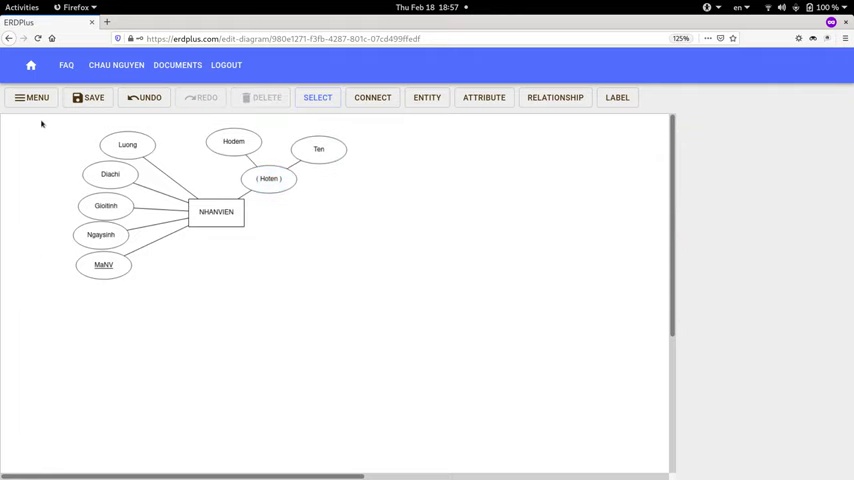 Activities Firefox Thu Feb 18 18:57 en 100 %
ERDPlus
https://erdplus.com/edit-diagram/980e1271-f3fb-4287-801c-07cd499ffedf 125%
FAQ CHAU NGUYEN DOCUMENTS LOGOUT
MENU SAVE UNDO REDO DELETE SELECT CONNECT ENTITY ATTRIBUTE RELATIONSHIP LABEL
Luong
Hodem
Ten
Diachi
( Hoten )
Gioitinh
NHANVIEN
Ngaysinh
MaNV